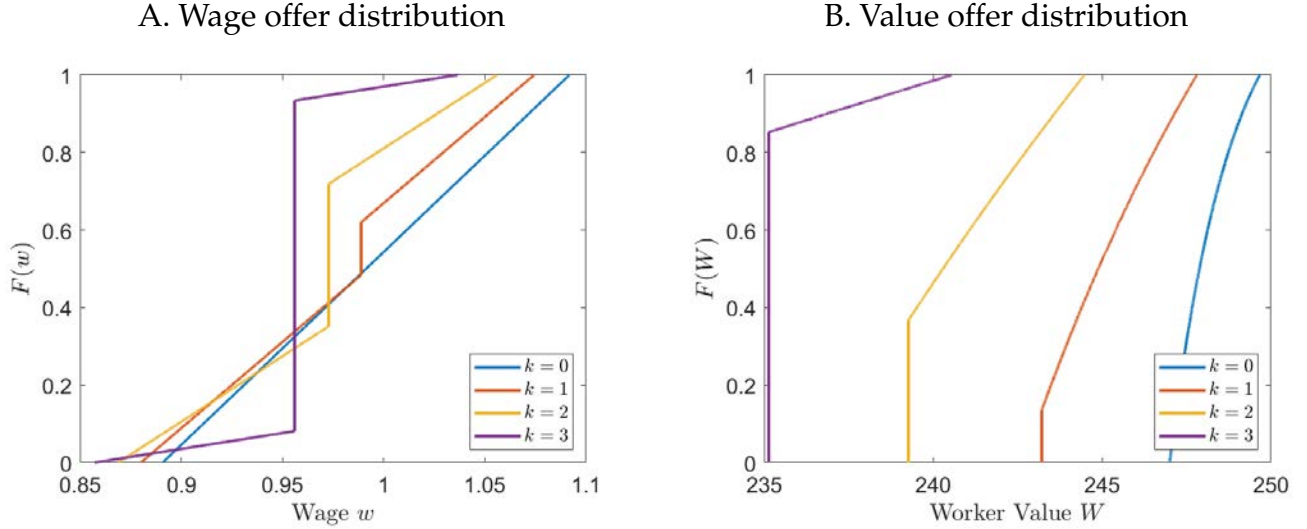 A. Wage offer distribution
1
0.8
0.6
0.4
0.2
0
F(w)
0.85
0.9
0.95
1
1.05
1.1
Wage w
k = 0
k = 1
k = 2
k = 3
B. Value offer distribution
1
0.8
0.6
0.4
0.2
0
F(W)
235
240
245
250
Worker Value W
k = 0
k = 1
k = 2
k = 3